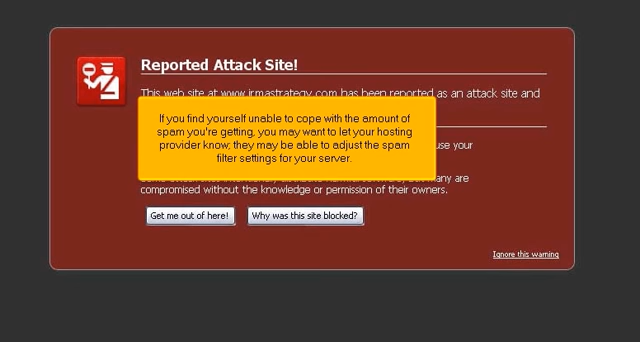 Reported Attack Site!
This web site at www.irmastrategy.com has been reported as an attack site and
If you find yourself unable to cope with the amount of
spam you're getting, you may want to let your hosting
provider know; they may be able to adjust the spam
filter settings for your server.
use your
many are
compromised without the knowledge or permission of their owners.
Get me out of here!
Why was this site blocked?
Ignore this warning